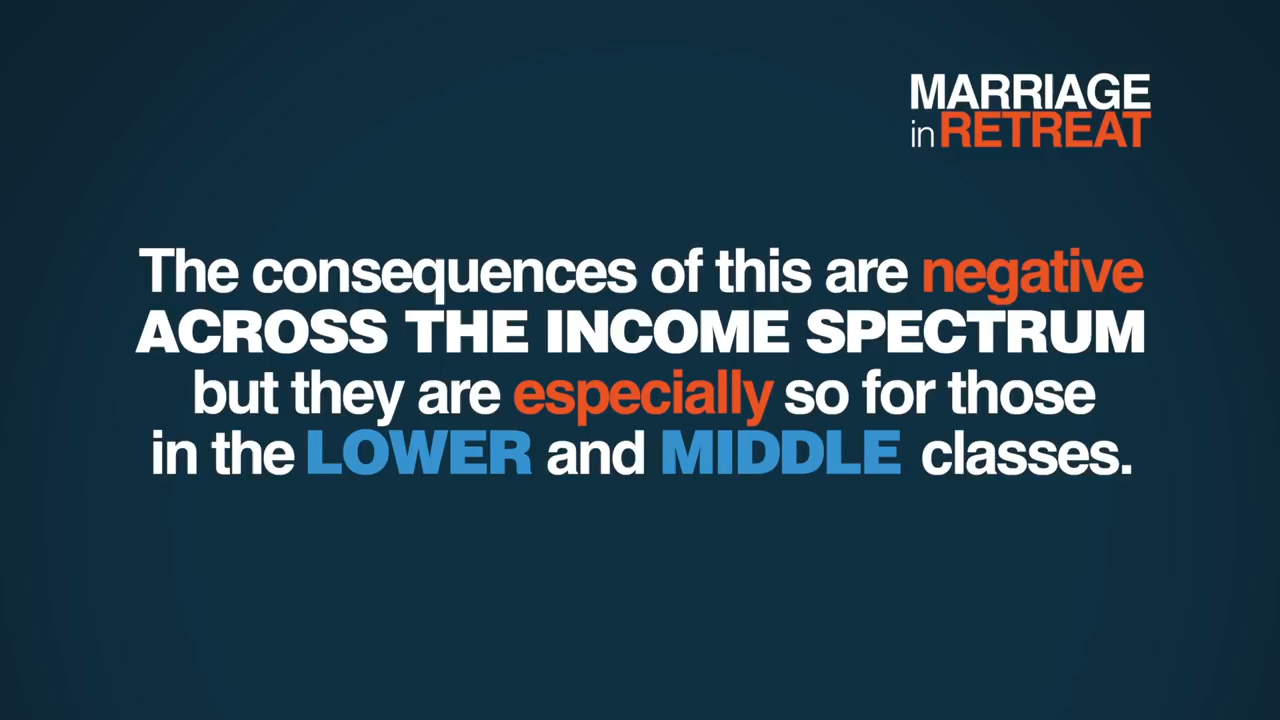 MARRIAGE
in RETREAT
The consequences of this are negative
ACROSS THE INCOME SPECTRUM
but they are especially so for those
in the LOWER and MIDDLE classes.